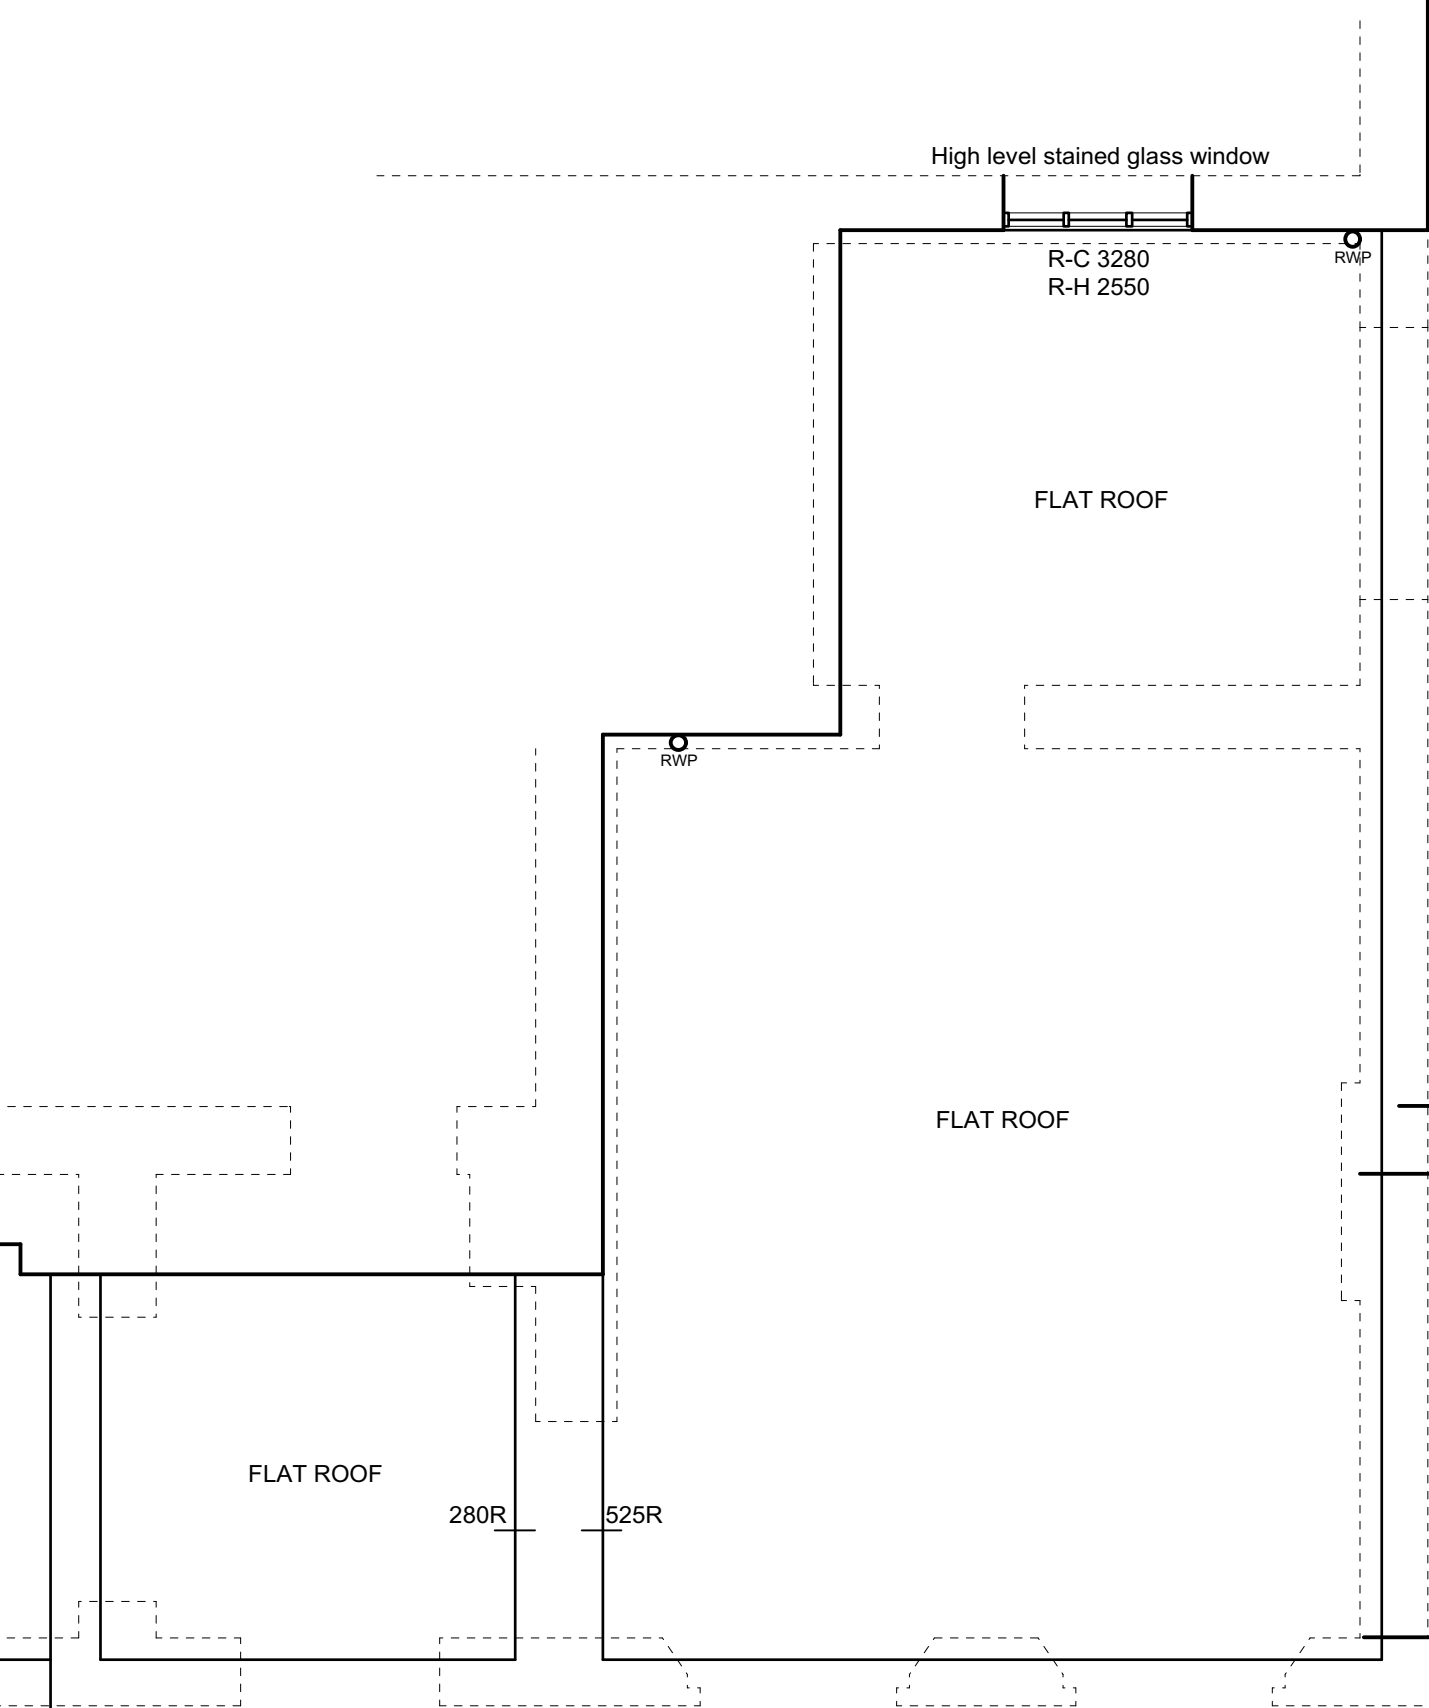 High level stained glass window
R-C 3280
R-H 2550
RWP
FLAT ROOF
RWP
FLAT ROOF
FLAT ROOF
280R
525R